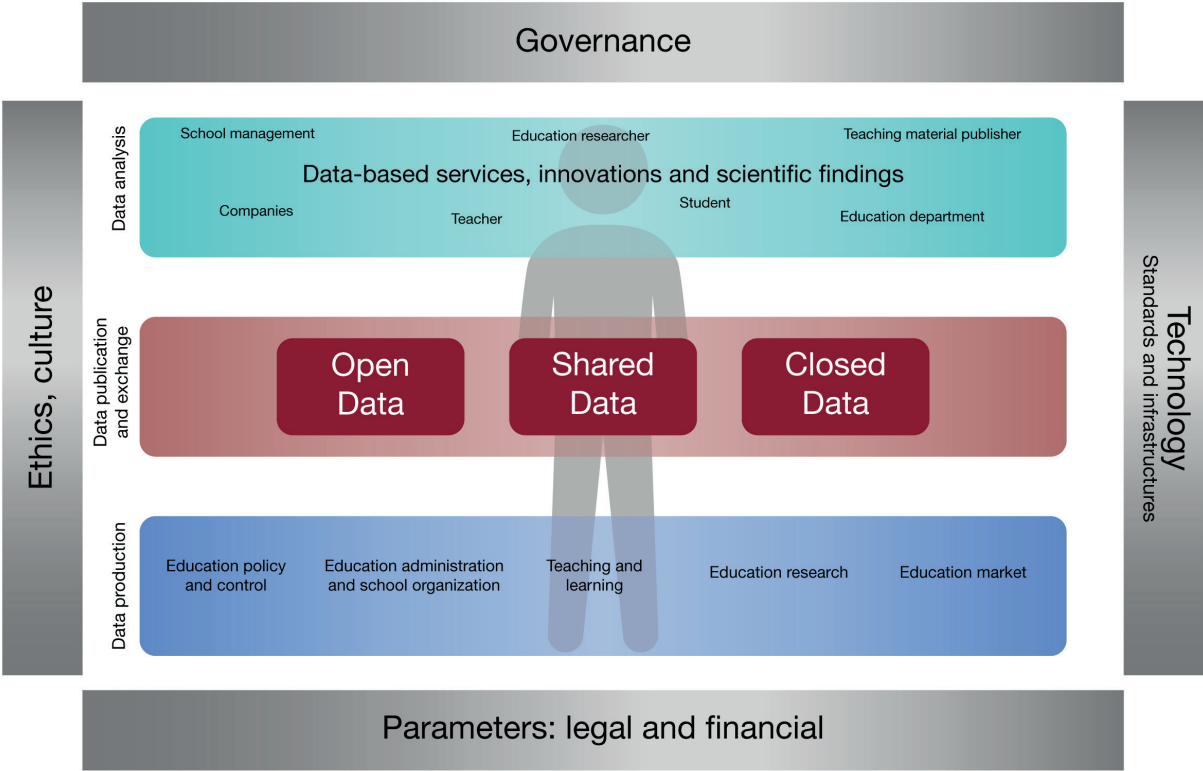 Governance
Ethics, culture
Data analysis
School management
Education researcher
Teaching material publisher
Data-based services, innovations and scientific findings
Companies
Teacher
Student
Education department
Data publication
and exchange
Open
Data
Shared
Data
Closed
Data
Data production
Education policy
and control
Education administration
and school organization
Teaching and
learning
Education research
Education market
Technology
Standards and infrastructures
Parameters: legal and financial